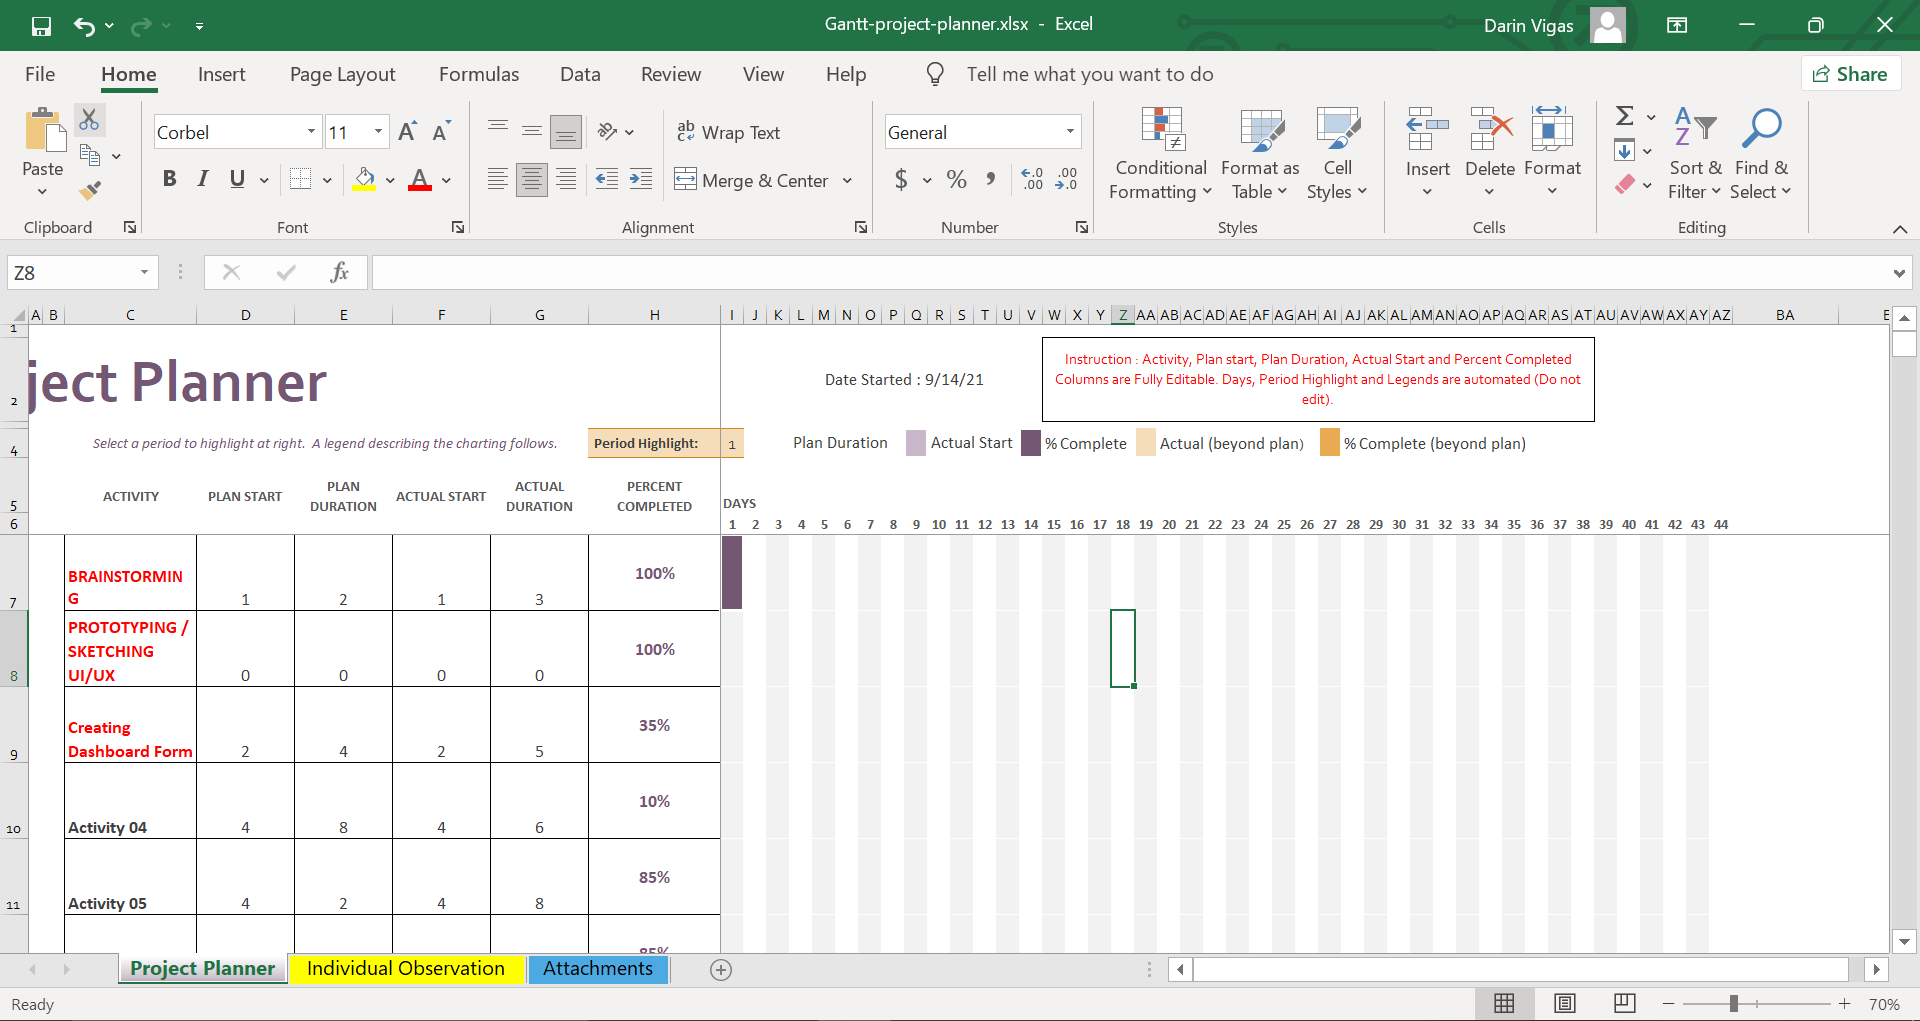 Gantt-project-planner.xlsx - Excel
Darin Vigas
File Home Insert Page Layout Formulas Data Review View Help Tell me what you want to do
Share
Paste
Clipboard
Corbel 11
B I U
Font
Wrap Text
Merge & Center
Alignment
General
$ % ,
Number
Conditional Formatting
Format as Table
Cell Styles
Styles
Insert Delete Format
Cells
Sort & Filter
Find & Select
Editing
Z8
fx
A B C D E F G H I J K L M N O P Q R S T U V W X Y Z AA AB AC AD AE AF AG AH AI AJ AK AL AM AN AO AP AQ AR AS AT AU AV AW AX AY AZ BA
1
2 ject Planner
Date Started : 9/14/21
Instruction : Activity, Plan start, Plan Duration, Actual Start and Percent Completed
Columns are Fully Editable. Days, Period Highlight and Legends are automated (Do not
edit).
4 Select a period to highlight at right. A legend describing the charting follows. Period Highlight: 1 Plan Duration Actual Start % Complete Actual (beyond plan) % Complete (beyond plan)
5 ACTIVITY PLAN START PLAN DURATION ACTUAL START ACTUAL DURATION PERCENT COMPLETED DAYS
6 1 2 3 4 5 6 7 8 9 10 11 12 13 14 15 16 17 18 19 20 21 22 23 24 25 26 27 28 29 30 31 32 33 34 35 36 37 38 39 40 41 42 43 44
7 BRAINSTORMIN
G 1 2 1 3 100%
8 PROTOTYPING /
SKETCHING
UI/UX 0 0 0 0 100%
9 Creating
Dashboard Form 2 4 2 5 35%
10 Activity 04 4 8 4 6 10%
11 Activity 05 4 2 4 8 85%
85%
Project Planner Individual Observation Attachments
Ready
70%